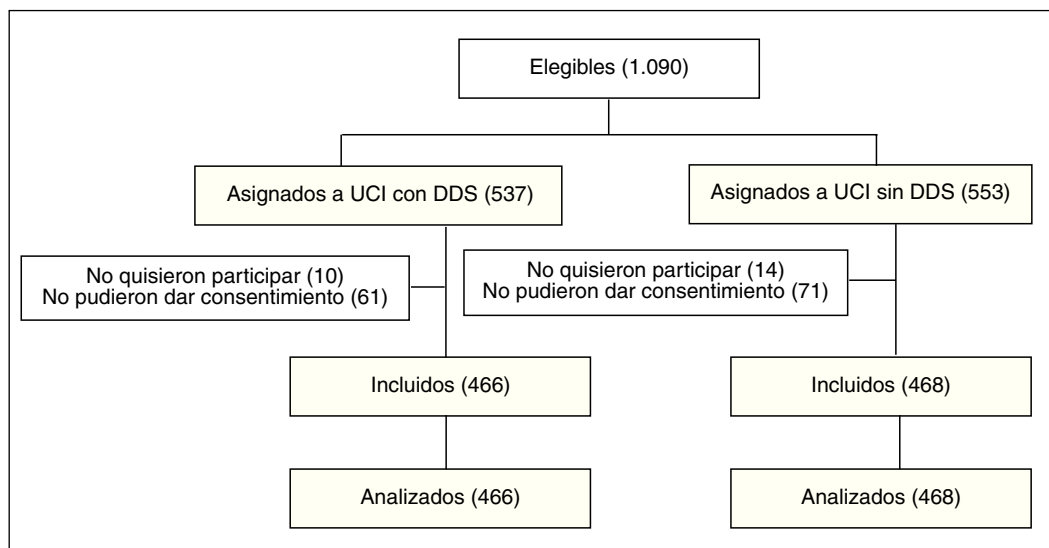 Elegibles (1.090)
Asignados a UCI con DDS (537)
Asignados a UCI sin DDS (553)
No quisieron participar (10)
No pudieron dar consentimiento (61)
No quisieron participar (14)
No pudieron dar consentimiento (71)
Incluidos (466)
Incluidos (468)
Analizados (466)
Analizados (468)